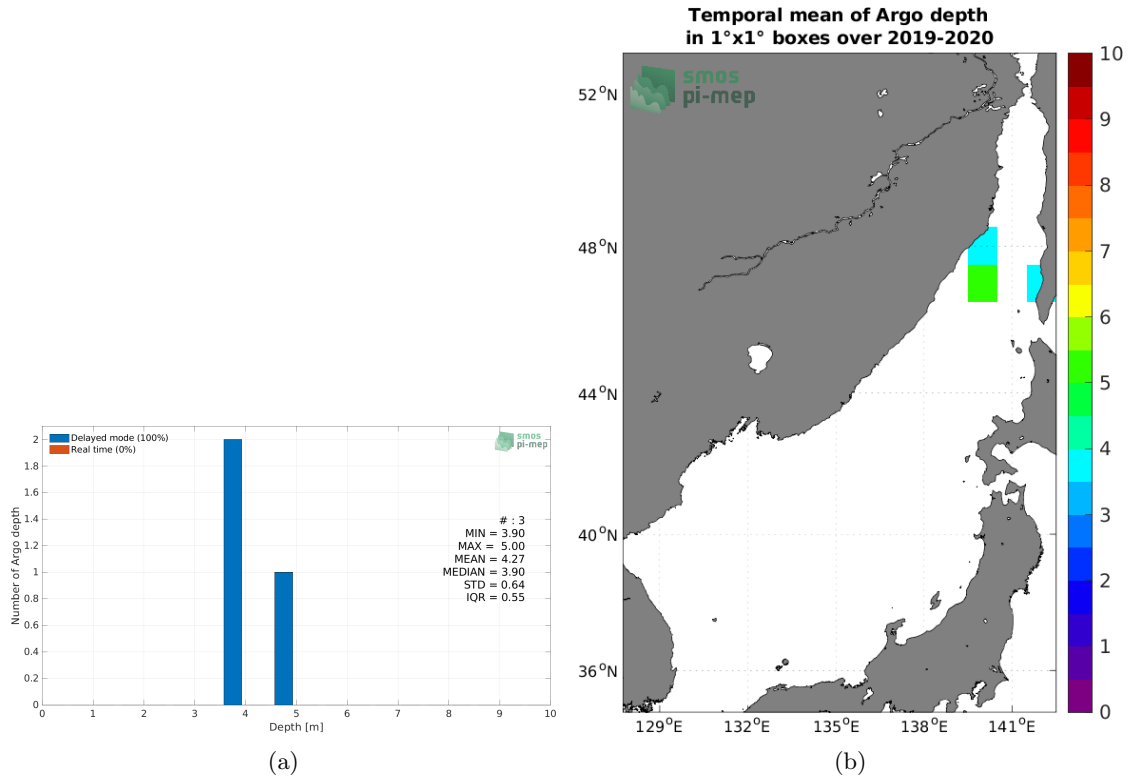 Delayed mode (100%)
Real time (0%)
smos
pi-mep
2
1.8
1.6
1.4
1.2
1
0.8
0.6
0.4
0.2
0
Number of Argo depth
# : 3
MIN = 3.90
MAX = 5.00
MEAN = 4.27
MEDIAN = 3.90
STD = 0.64
IQR = 0.55
0 1 2 3 4 5 6 7 8 9 10
Depth [m]
(a)
Temporal mean of Argo depth
in 1°x1° boxes over 2019-2020
smos
pi-mep
52°N
48°N
44°N
40°N
36°N
129°E 132°E 135°E 138°E 141°E
10
9
8
7
6
5
4
3
2
1
0
(b)